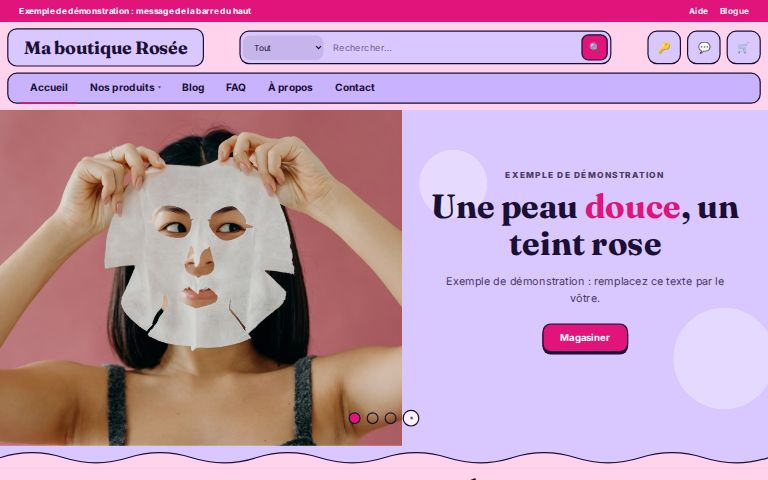 Exemple de démonstration : message de la barre du haut
Aide Blogue
Ma boutique Rosée
Tout
Rechercher...
Accueil Nos produits Blog FAQ À propos Contact
EXEMPLE DE DÉMONSTRATION
Une peau douce, un
teint rose
Exemple de démonstration : remplacez ce texte par le
vôtre.
Magasiner